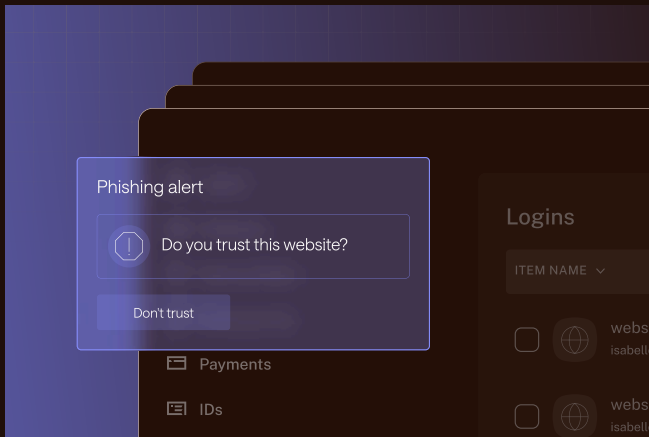 Phishing alert
Do you trust this website?
Don't trust
Payments
IDs
Logins
ITEM NAME